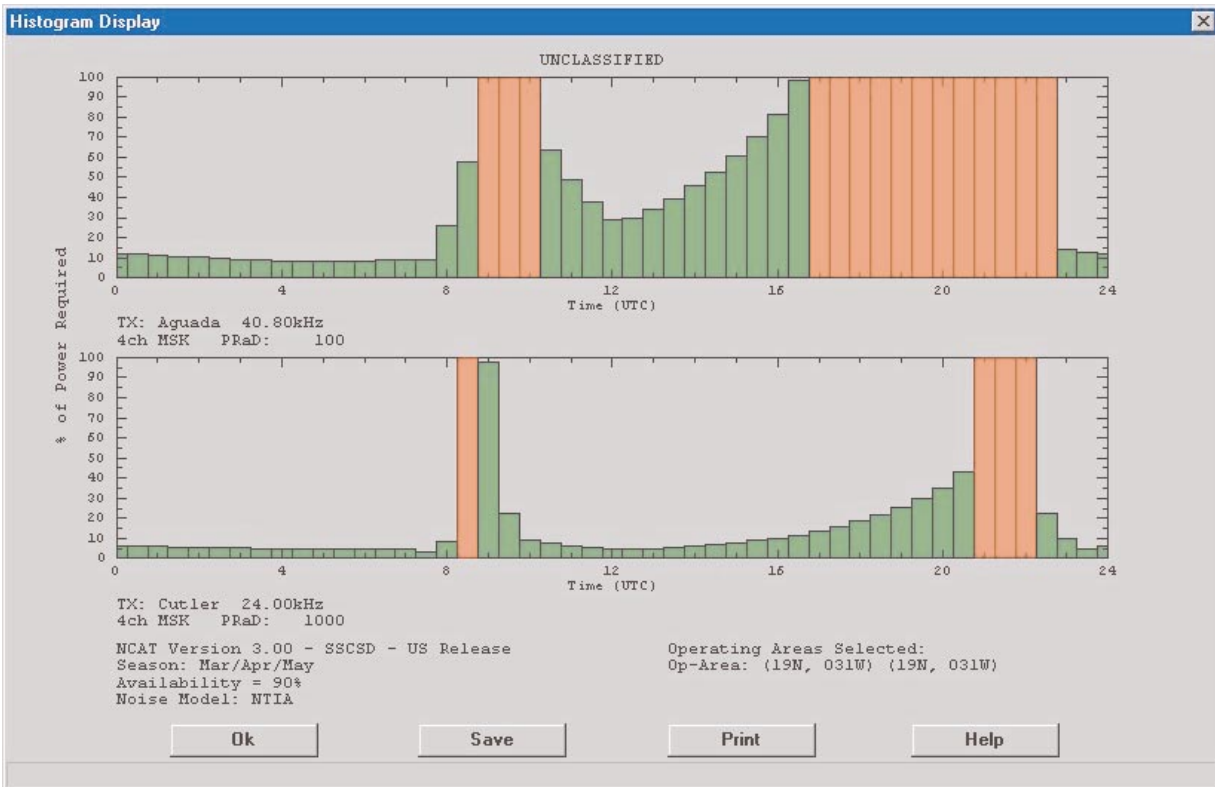 Histogram Display
UNCLASSIFIED
% of Power Required
100
90
80
70
60
50
40
30
20
10
0
0 4 8 12 16 20 24
Time (UTC)
TX: Aguada 40.80kHz
4ch MSK PRaD: 100
100
90
80
70
60
50
40
30
20
10
0
0 4 8 12 16 20 24
Time (UTC)
TX: Cutler 24.00kHz
4ch MSK PRaD: 1000
NCAT Version 3.00 - SSCSD - US Release
Season: Mar/Apr/May
Availability = 90%
Noise Model: NTIA
Operating Areas Selected:
Op-Area: (19N, 031W) (19N, 031W)
Ok Save Print Help